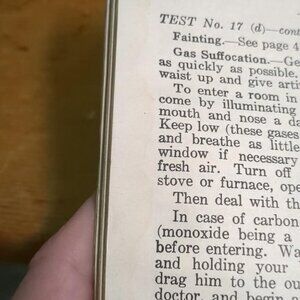 TEST No. 17 (d)—cont
Fainting.—See page 4
Gas Suffocation.—Ge
as quickly as possible.
waist up and give arti
To enter a room in
come by illuminating
mouth and nose a da
Keep low (these gases
and breathe as little
window if necessary
fresh air. Turn off
stove or furnace, ope
Then deal with th
In case of carbon
(monoxide being a
before entering. Wa
and holding your
drag him to the ou
doctor, and begin